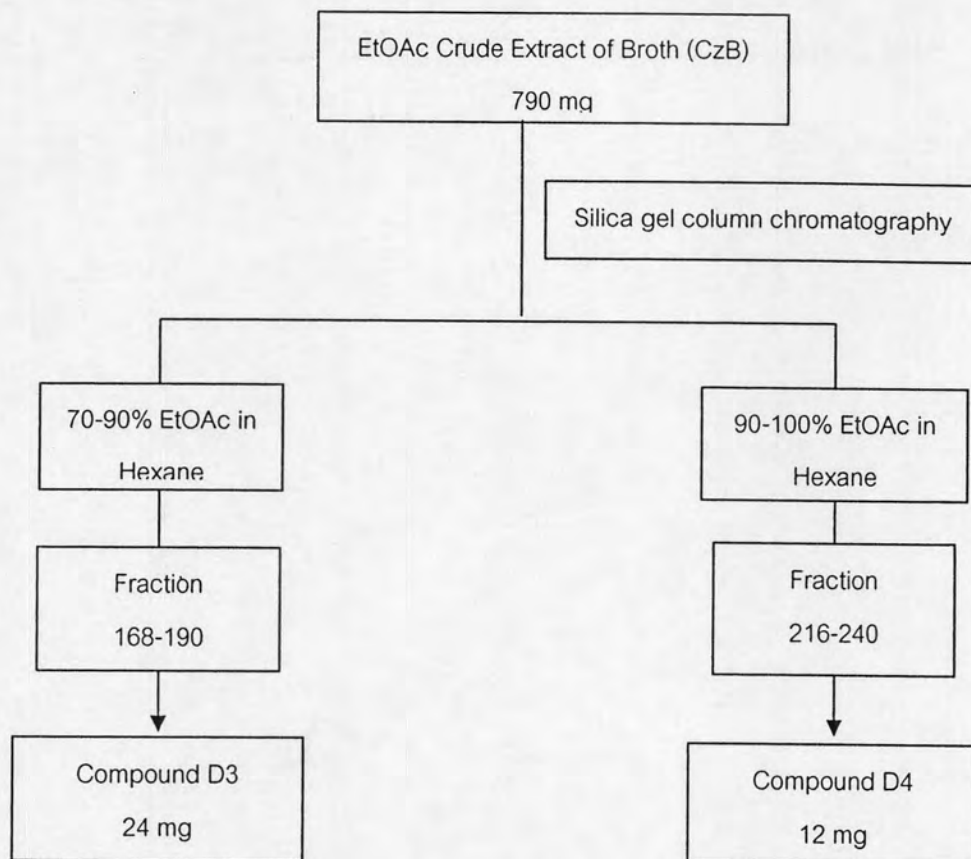 EtOAc Crude Extract of Broth (CzB)
790 mg
Silica gel column chromatography
70-90% EtOAc in
Hexane
90-100% EtOAc in
Hexane
Fraction
168-190
Fraction
216-240
Compound D3
24 mg
Compound D4
12 mg